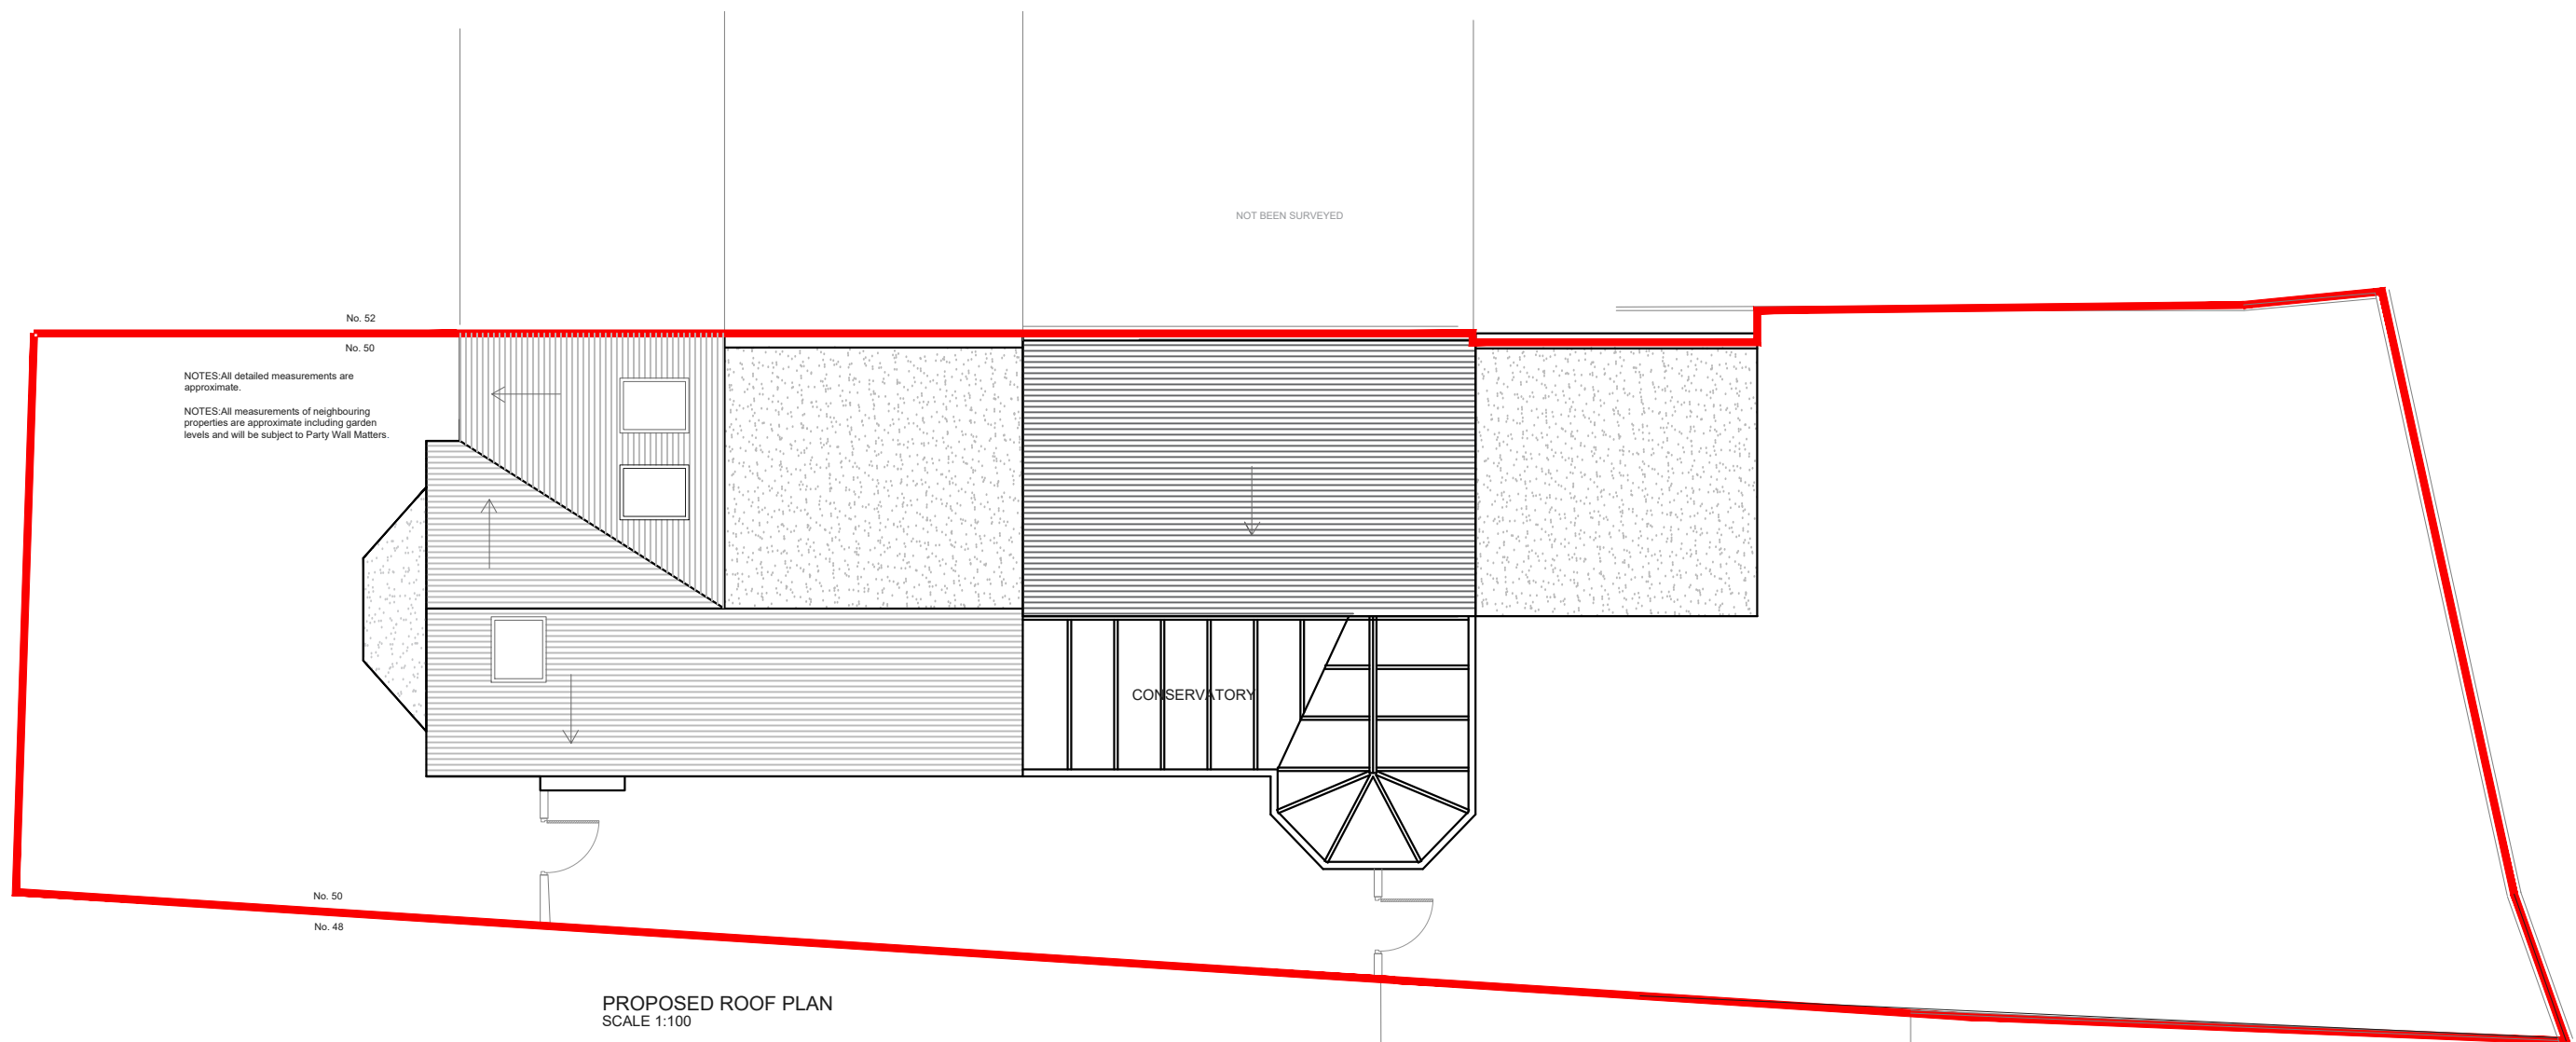 NOT BEEN SURVEYED
No. 52
No. 50
NOTES:All detailed measurements are
approximate.
NOTES:All measurements of neighbouring
properties are approximate including garden
levels and will be subject to Party Wall Matters.
CONSERVATORY
No. 50
No. 48
PROPOSED ROOF PLAN
SCALE 1:100